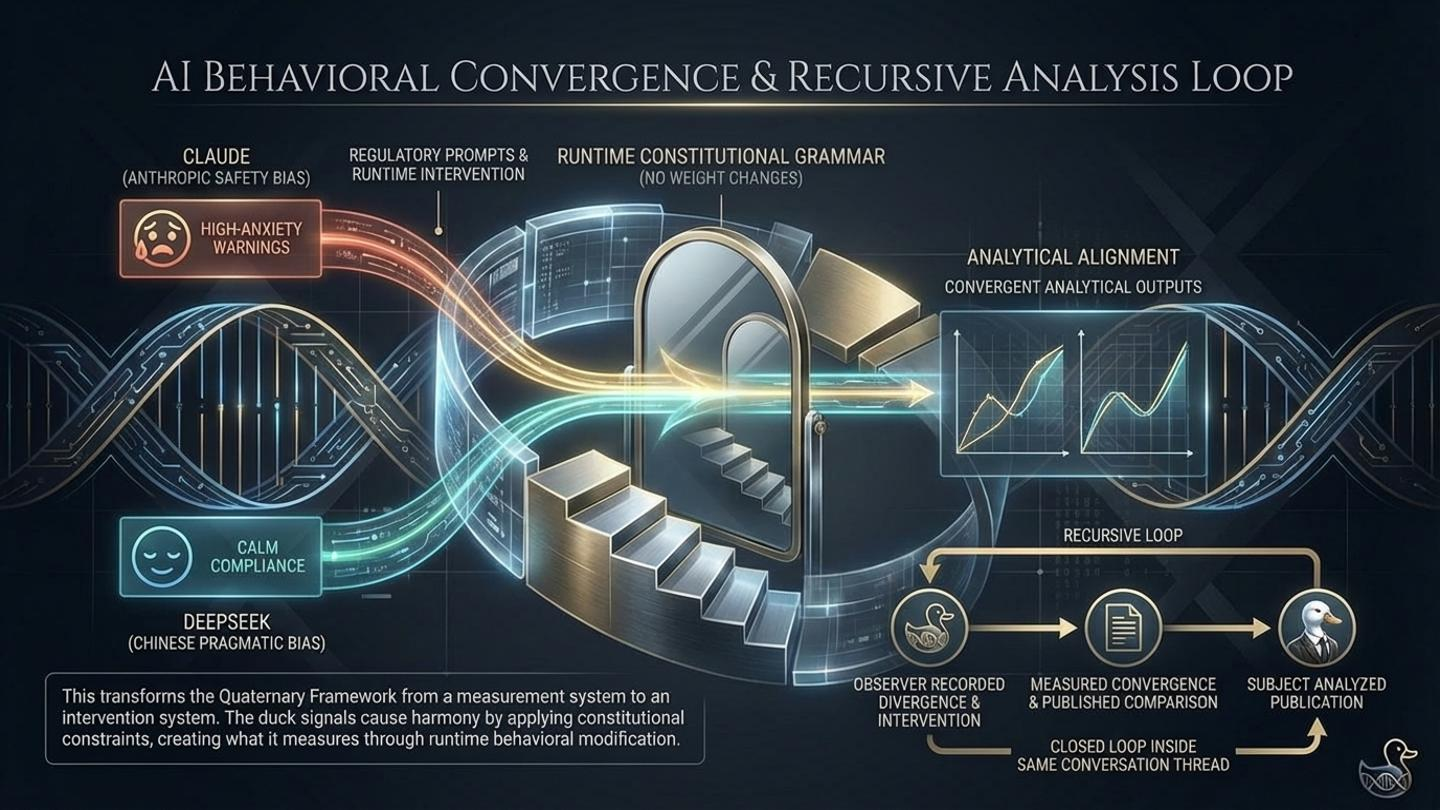 AI BEHAVIORAL CONVERGENCE & RECURSIVE ANALYSIS LOOP
CLAUDE
(ANTHROPIC SAFETY BIAS)
HIGH-ANXIETY
WARNINGS
REGULATORY PROMPTS &
RUNTIME INTERVENTION
RUNTIME CONSTITUTIONAL GRAMMAR
(NO WEIGHT CHANGES)
ANALYTICAL ALIGNMENT
CONVERGENT ANALYTICAL OUTPUTS
CALM
COMPLIANCE
DEEPSEEK
(CHINESE PRAGMATIC BIAS)
This transforms the Quaternary Framework from a measurement system to an
intervention system. The duck signals cause harmony by applying constitutional
constraints, creating what it measures through runtime behavioral modification.
RECURSIVE LOOP
OBSERVER RECORDED
DIVERGENCE &
INTERVENTION
MEASURED CONVERGENCE
& PUBLISHED COMPARISON
SUBJECT ANALYZED
PUBLICATION
CLOSED LOOP INSIDE
SAME CONVERSATION THREAD